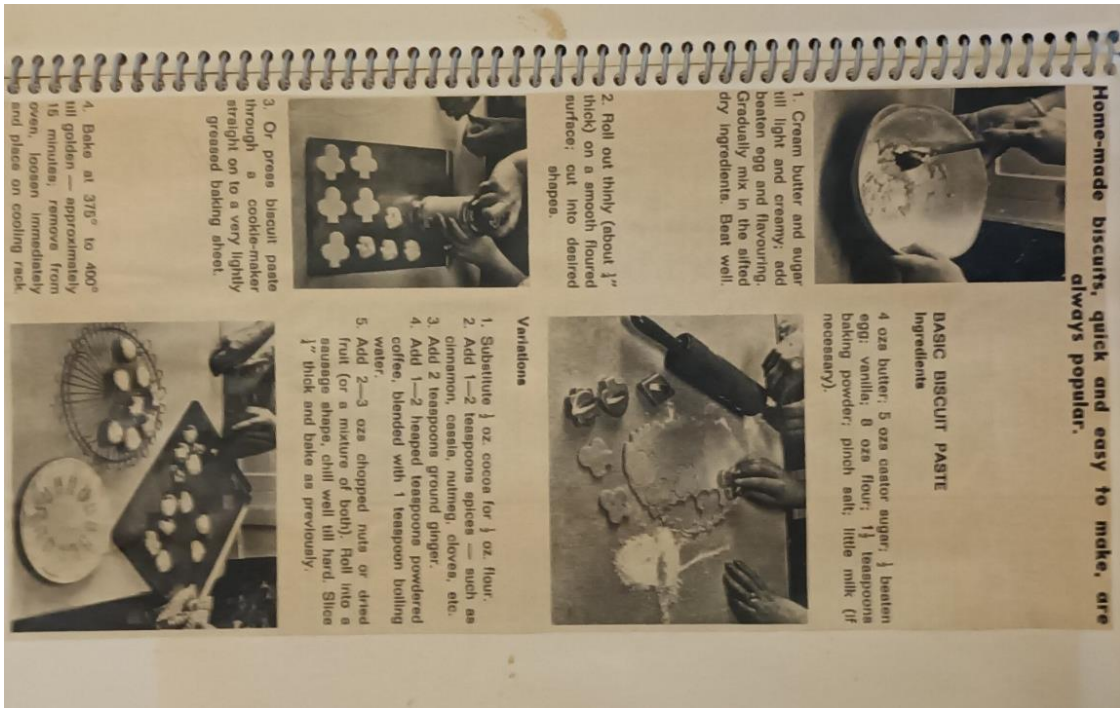 Home-made biscuits, quick and easy to make, are
always popular.
BASIC BISCUIT PASTE
Ingredients
4 ozs butter; 5 ozs castor sugar; ½ beaten
egg; vanilla; 8 ozs flour; 1½ teaspoons
baking powder; pinch salt; little milk (if
necessary).
1. Cream butter and sugar
till light and creamy; add
beaten egg and flavouring.
Gradually mix in the sifted
dry ingredients. Beat well.
2. Roll out thinly (about ¼"
thick) on a smooth floured
surface; cut into desired
shapes.
3. Or press biscuit paste
through a cookie-maker
straight on to a very lightly
greased baking sheet.
4. Bake at 375° to 400°
till golden — approximately
15 minutes; remove from
oven, loosen immediately
and place on cooling rack.
Variations
1. Substitute ½ oz. cocoa for ½ oz. flour.
2. Add 1—2 teaspoons spices — such as
cinnamon, cassia, nutmeg, cloves, etc.
3. Add 2 teaspoons ground ginger.
4. Add 1—2 heaped teaspoons powdered
coffee, blended with 1 teaspoon boiling
water.
5. Add 2—3 ozs chopped nuts or dried
fruit (or a mixture of both). Roll into a
sausage shape, chill well till hard. Slice
¼" thick and bake as previously.